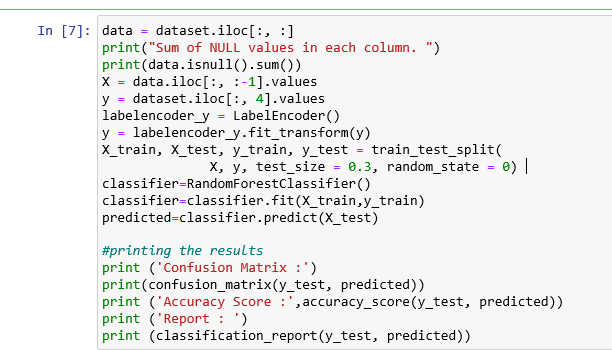 In [7]: data = dataset.iloc[:, :]
print("Sum of NULL values in each column. ")
print(data.isnull().sum())
X = data.iloc[:, :-1].values
y = dataset.iloc[:, 4].values
labelencoder_y = LabelEncoder()
y = labelencoder_y.fit_transform(y)
X_train, X_test, y_train, y_test = train_test_split(
X, y, test_size = 0.3, random_state = 0)
classifier=RandomForestClassifier()
classifier=classifier.fit(X_train,y_train)
predicted=classifier.predict(X_test)
#printing the results
print ('Confusion Matrix :')
print(confusion_matrix(y_test, predicted))
print ('Accuracy Score :',accuracy_score(y_test, predicted))
print ('Report : ')
print (classification_report(y_test, predicted))